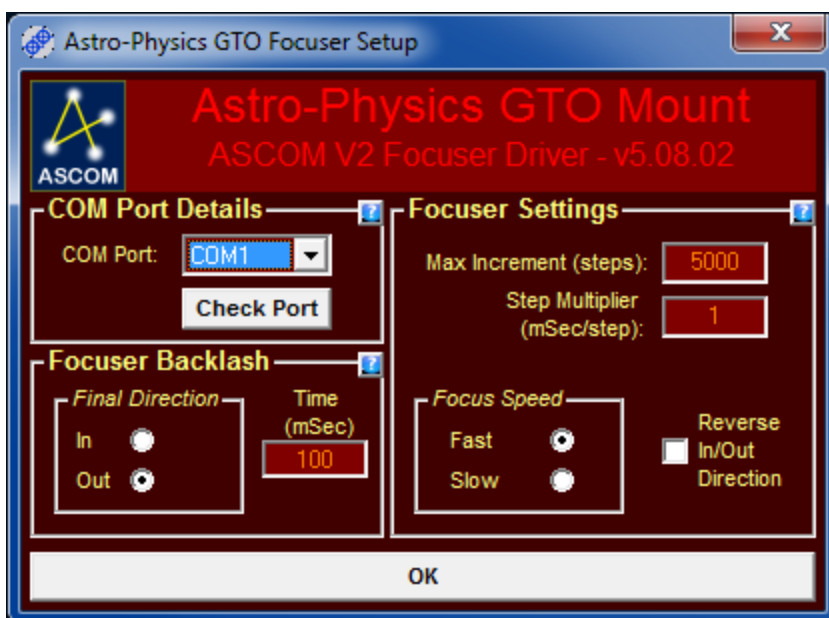 Astro-Physics GTO Focuser Setup
x
ASCOM
Astro-Physics GTO Mount
ASCOM V2 Focuser Driver - v5.08.02
COM Port Details
?
COM Port:
COM1
Check Port
Focuser Backlash
?
Final Direction
In
Out
Time
(mSec)
100
Focuser Settings
?
Max Increment (steps):
5000
Step Multiplier
(mSec/step):
1
Focus Speed
Fast
Slow
Reverse
In/Out
Direction
OK